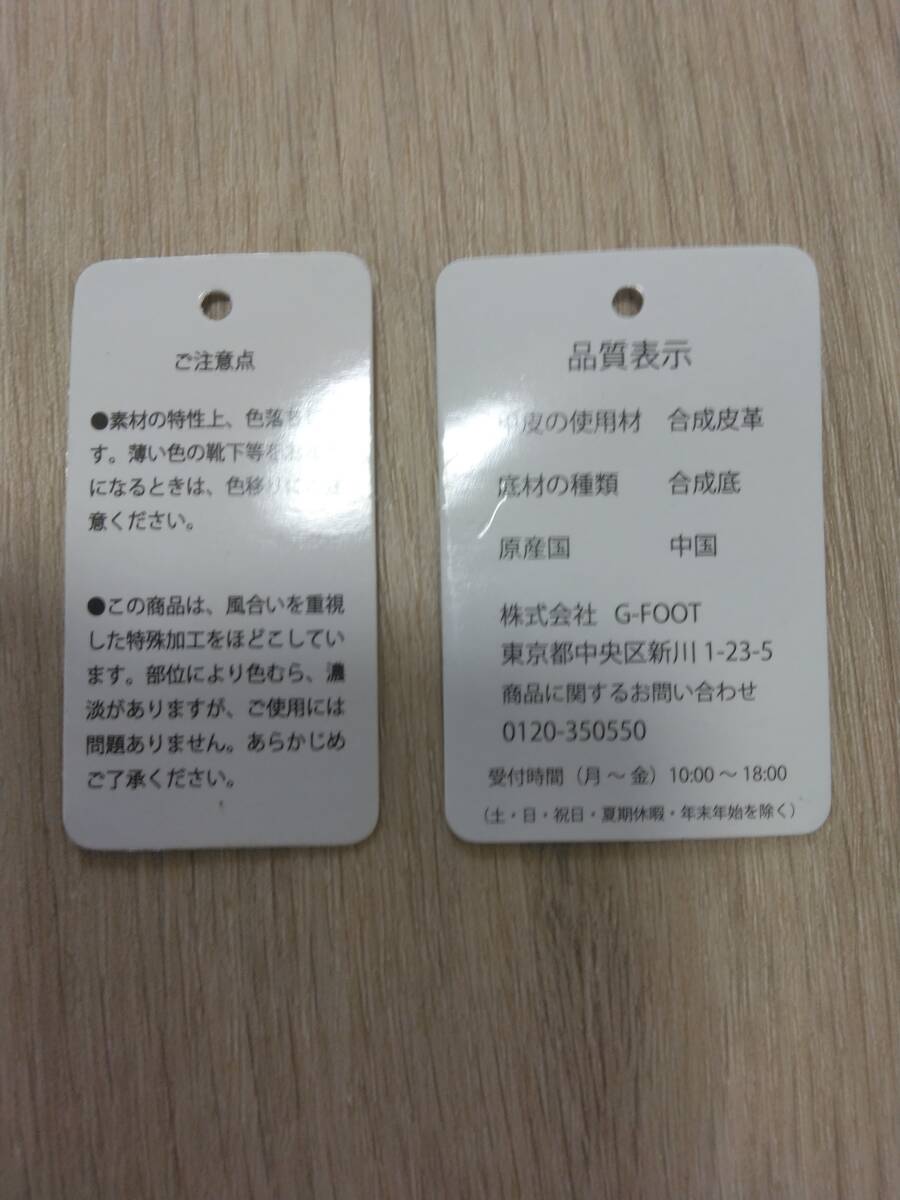 ご注意点
●素材の特性上、色落ち
す。薄い色の靴下等を
になるときは、色移りに
意ください。
●この商品は、風合いを重視
した特殊加工をほどこしてい
ます。部位により色むら、濃
淡がありますが、ご使用には
問題ありません。あらかじめ
ご了承ください。
品質表示
甲皮の使用材 合成皮革
底材の種類 合成底
原産国 中国
株式会社 G-FOOT
東京都中央区新川 1-23-5
商品に関するお問い合わせ
0120-350550
受付時間（月～金）10:00～18:00
（土・日・祝日・夏期休暇・年末年始を除く）